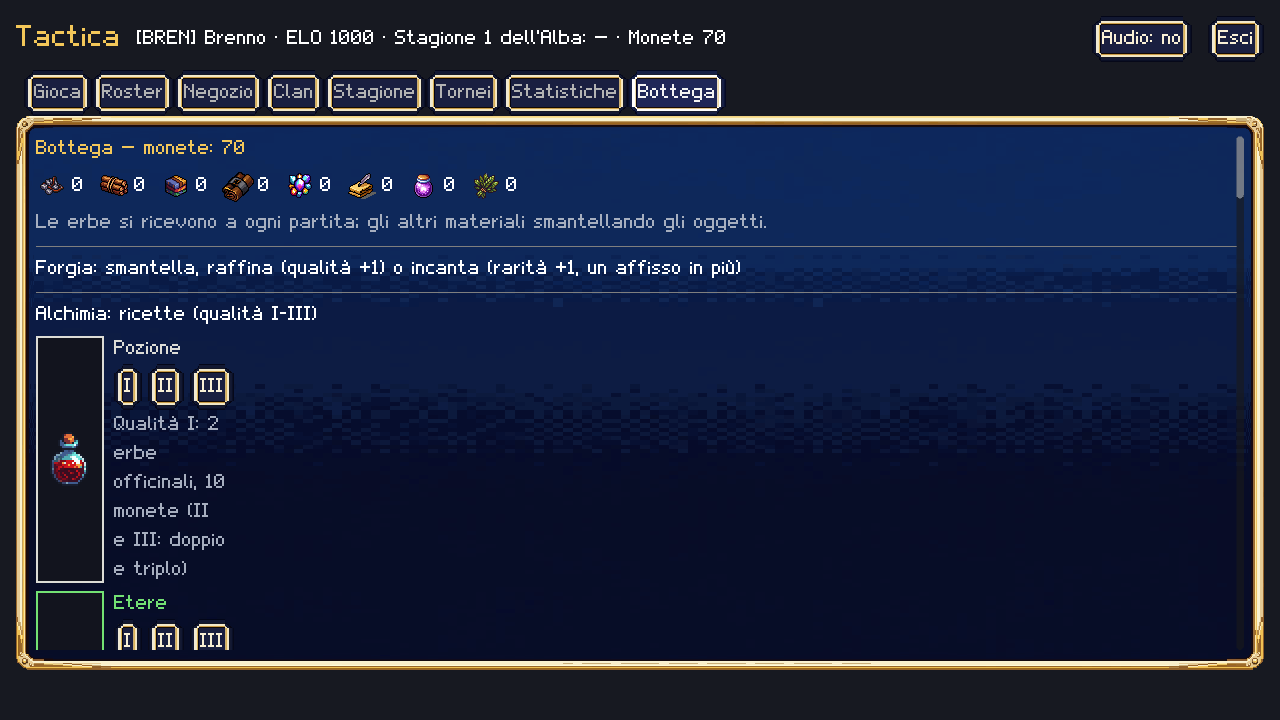 Tactica [BREN] Brenno · ELO 1000 · Stagione 1 dell'Alba: — · Monete 70 Audio: no Esci
Gioca Roster Negozio Clan Stagione Tornei Statistiche Bottega
Bottega — monete: 70
0 0 0 0 0 0 0 0
Le erbe si ricevono a ogni partita; gli altri materiali smantellando gli oggetti.
Forgia: smantella, raffina (qualità +1) o incanta (rarità +1, un affisso in più)
Alchimia: ricette (qualità I-III)
Pozione
I II III
Qualità I: 2
erbe
officinali, 10
monete (II
e III: doppio
e triplo)
Etere
I II III